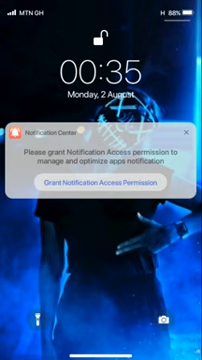 MTN GH
H 88%
00:35
Monday, 2 August
Notification Center
Please grant Notification Access permission to
manage and optimize apps notification
Grant Notification Access Permission